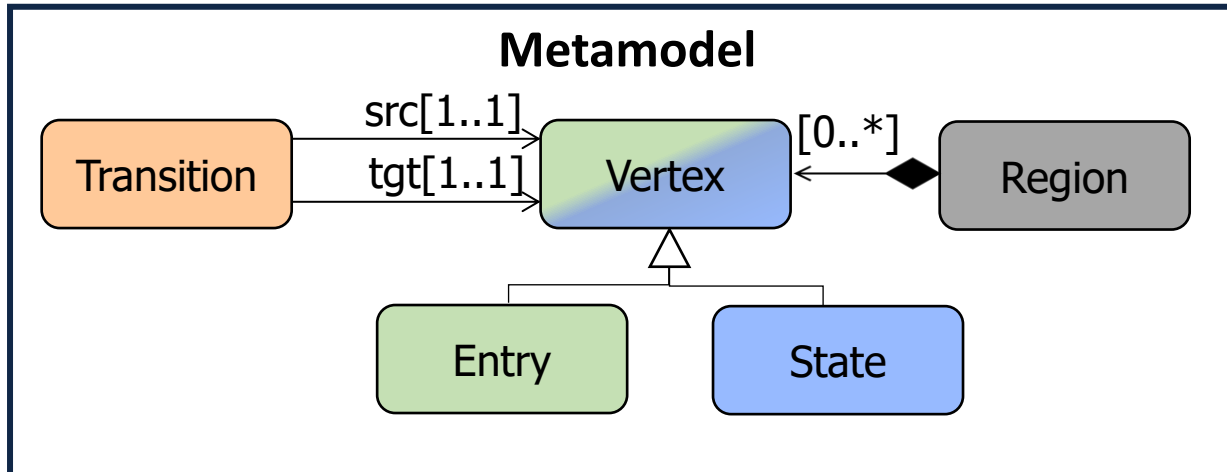 Metamodel
src[1..1]
[0..*]
Transition
tgt[1..1]
Vertex
Region
Entry
State